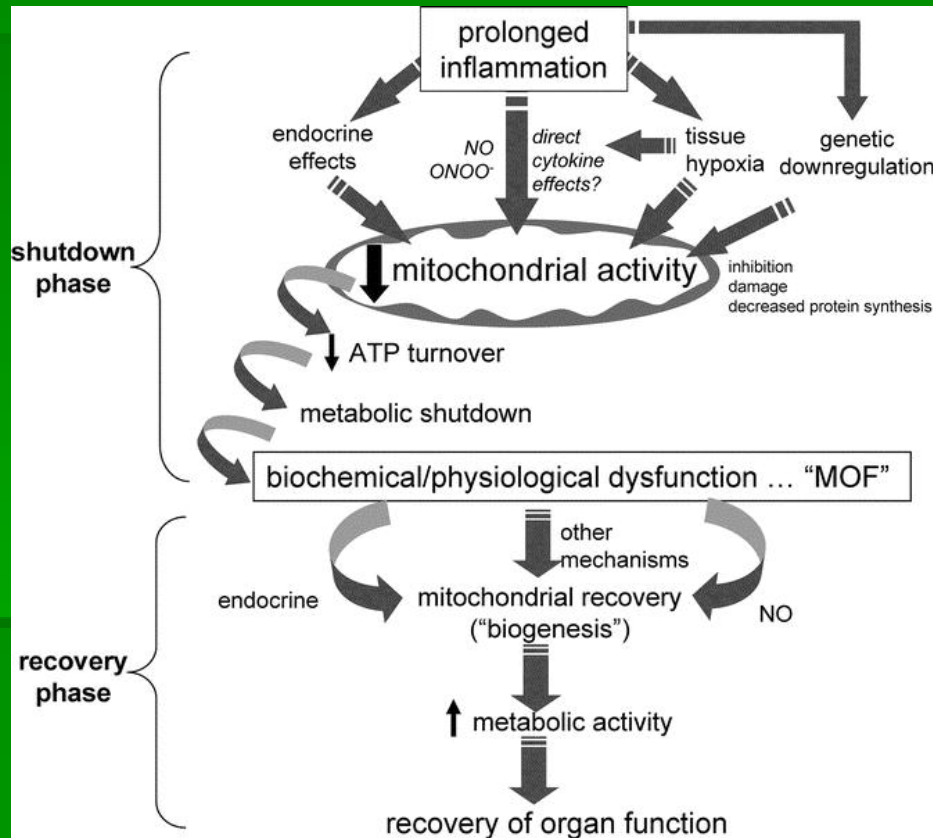 prolonged
inflammation
endocrine
effects
NO
ONOO⁻
direct
cytokine
effects?
tissue
hypoxia
genetic
downregulation
shutdown
phase
mitochondrial activity
inhibition
damage
decreased protein synthesis
ATP turnover
metabolic shutdown
biochemical/physiological dysfunction ... “MOF”
other
mechanisms
endocrine
mitochondrial recovery
(“biogenesis”)
NO
recovery
phase
metabolic activity
recovery of organ function